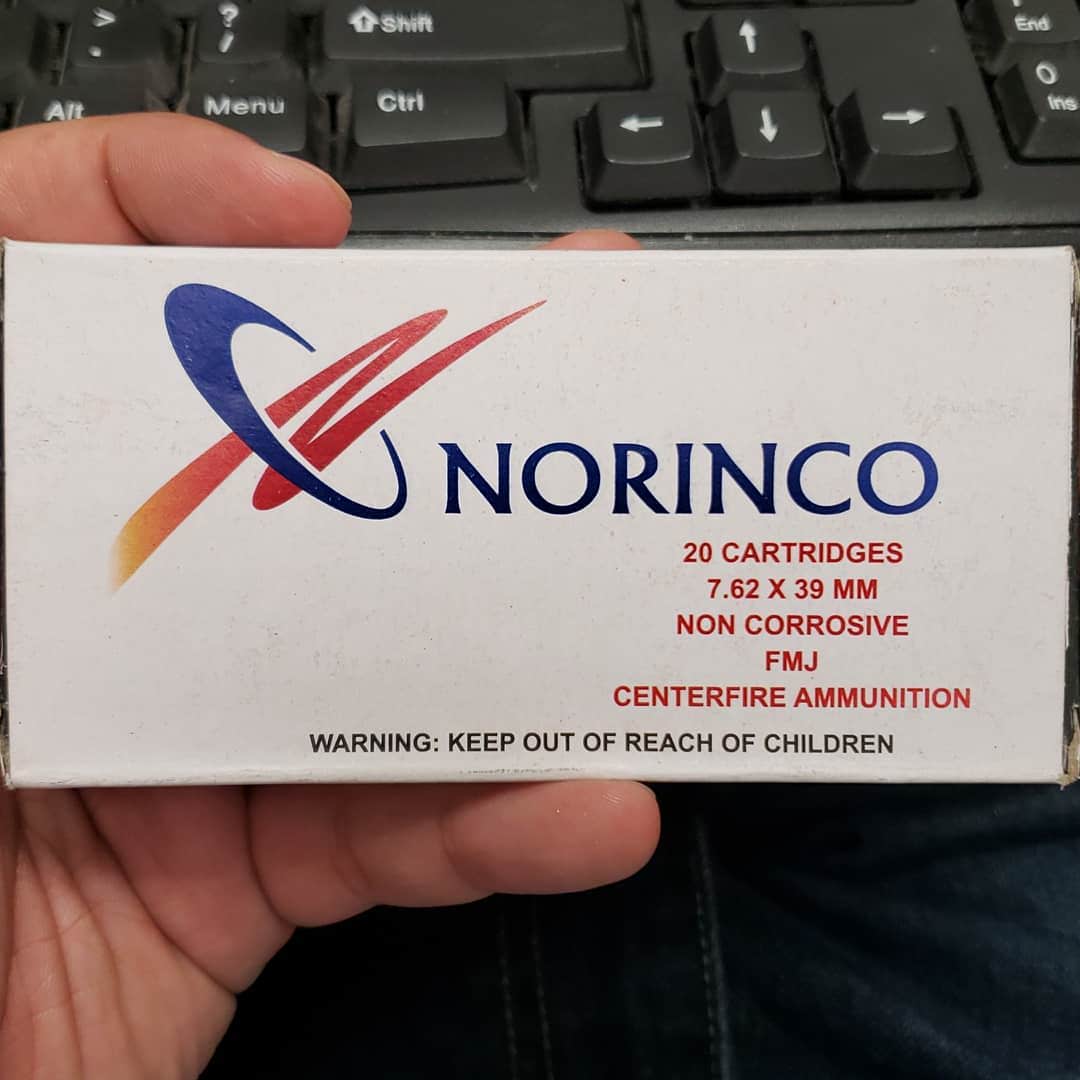 > .
? /
Shift
End
Alt
Menu
Ctrl
0
Ins
NORINCO
20 CARTRIDGES
7.62 X 39 MM
NON CORROSIVE
FMJ
CENTERFIRE AMMUNITION
WARNING: KEEP OUT OF REACH OF CHILDREN